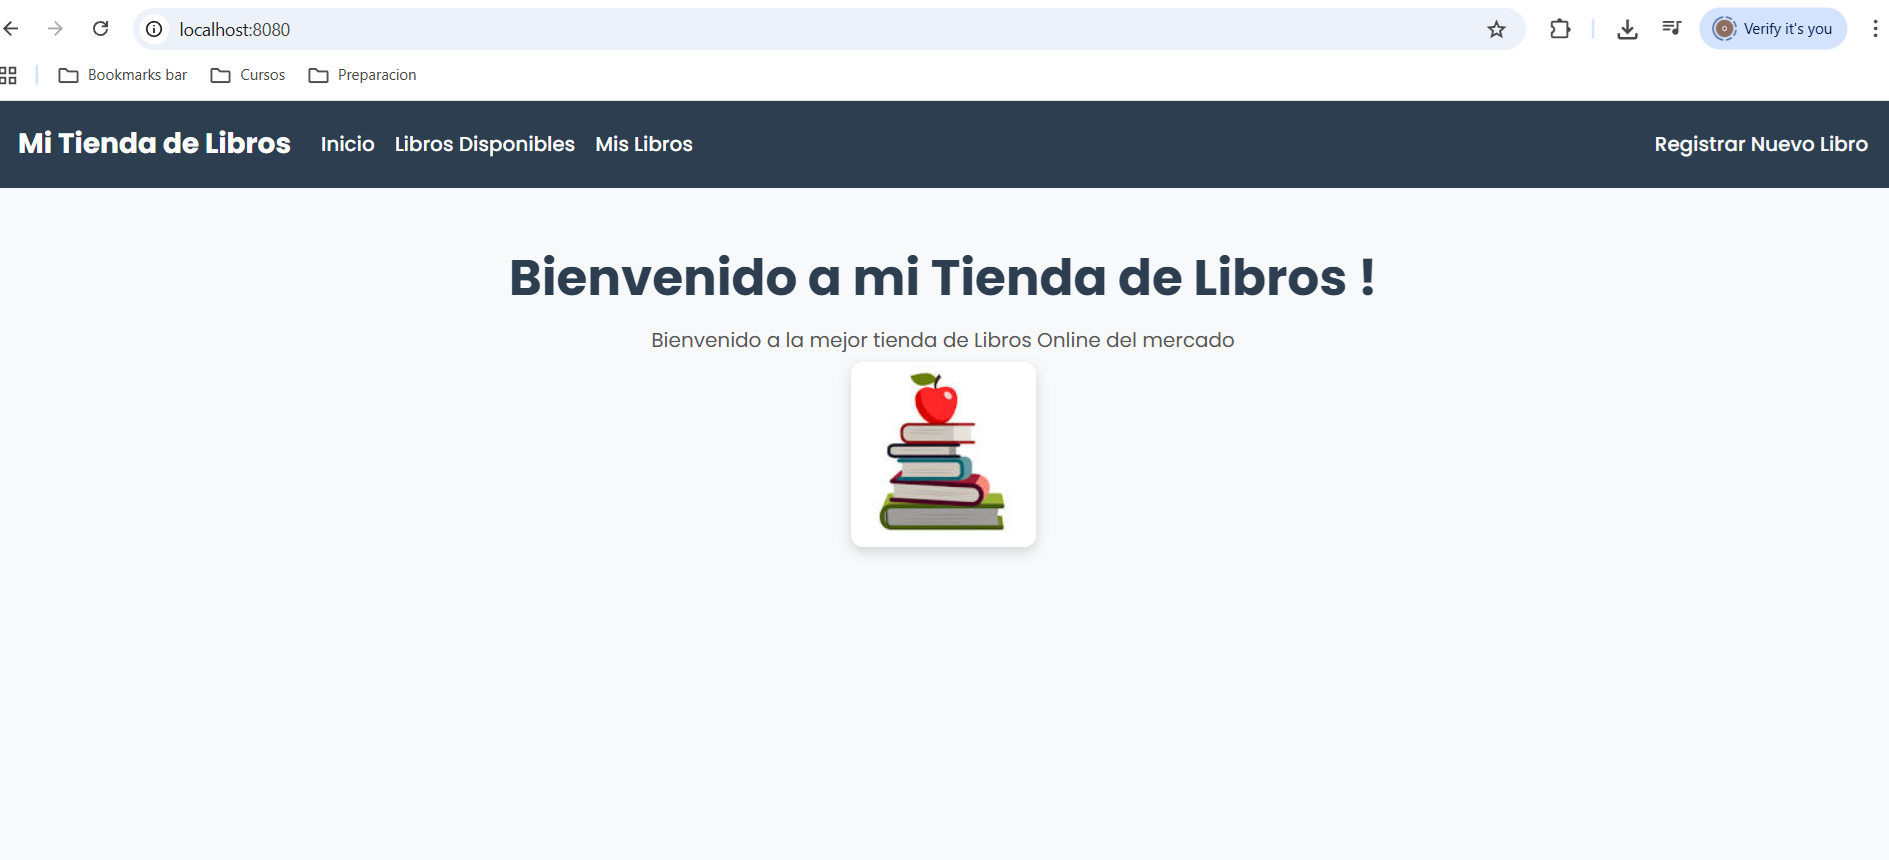 localhost:8080
Verify it's you
Bookmarks bar Cursos Preparacion
Mi Tienda de Libros Inicio Libros Disponibles Mis Libros Registrar Nuevo Libro
Bienvenido a mi Tienda de Libros !
Bienvenido a la mejor tienda de Libros Online del mercado